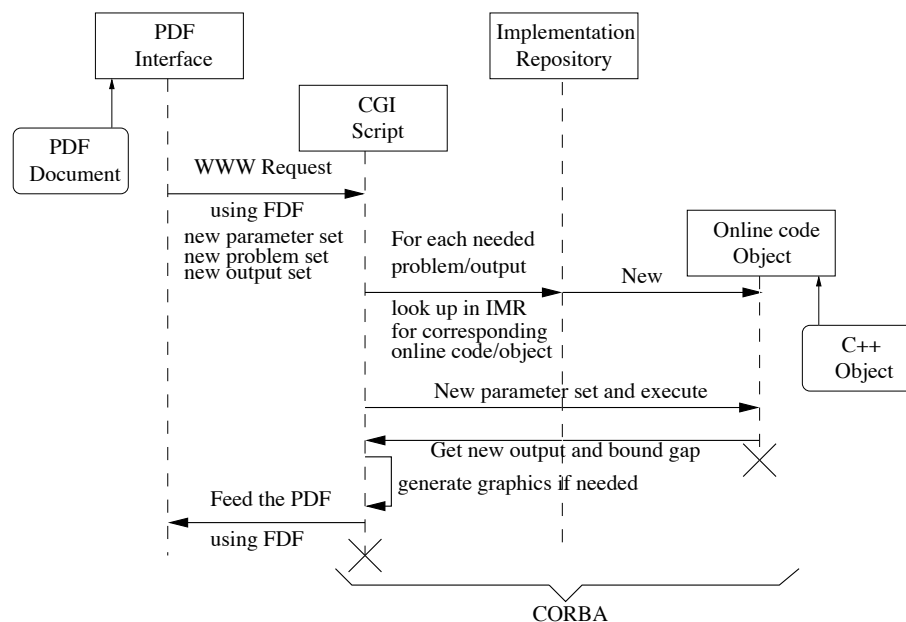 PDF
Interface
Implementation
Repository
CGI
Script
PDF
Document
WWW Request
using FDF
new parameter set
new problem set
new output set
For each needed
problem/output
look up in IMR
for corresponding
online code/object
New
Online code
Object
C++
Object
New parameter set and execute
Get new output and bound gap
generate graphics if needed
Feed the PDF
using FDF
CORBA